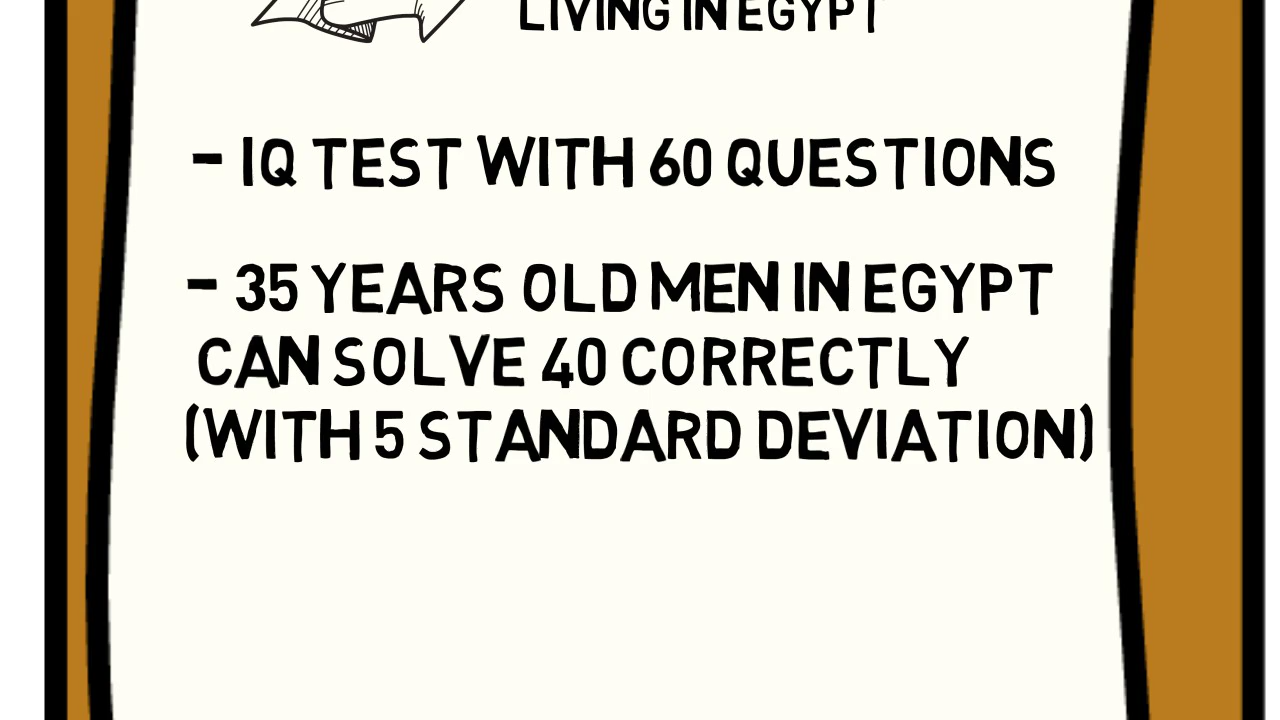 LIVING IN EGYPT
- IQ TEST WITH 60 QUESTIONS
- 35 YEARS OLD MEN IN EGYPT
CAN SOLVE 40 CORRECTLY
(WITH 5 STANDARD DEVIATION)